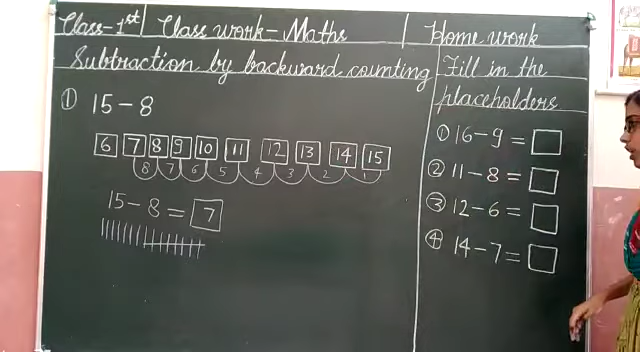 Class-1st | Class work - Maths
Subtraction by backward counting
① 15 - 8
6 7 8 9 10 11 12 13 14 15
8 7 6 5 4 3 2 1
15 - 8 = 7
Home work
Fill in the
placeholders
① 16 - 9 =
② 11 - 8 =
③ 12 - 6 =
④ 14 - 7 =